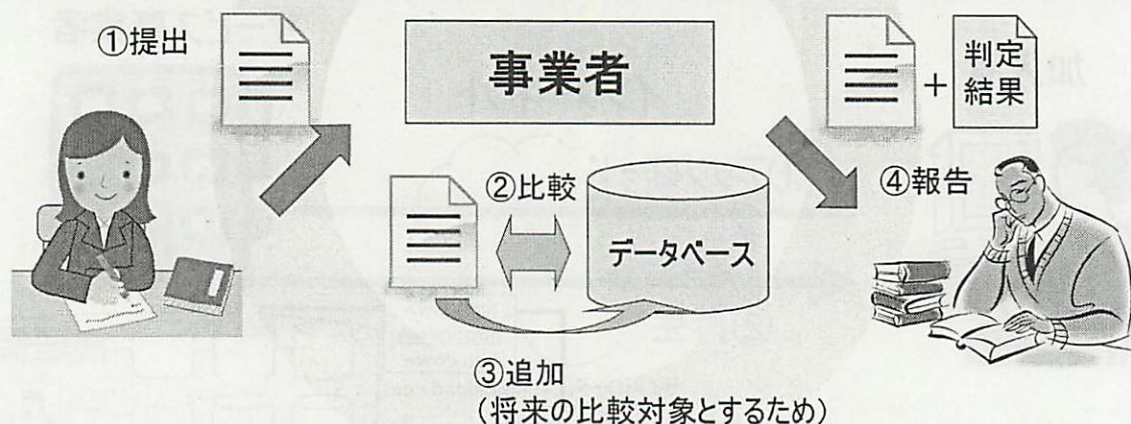 ①提出
事業者
+
判定
結果
②比較
データベース
④報告
③追加
(将来の比較対象とするため)